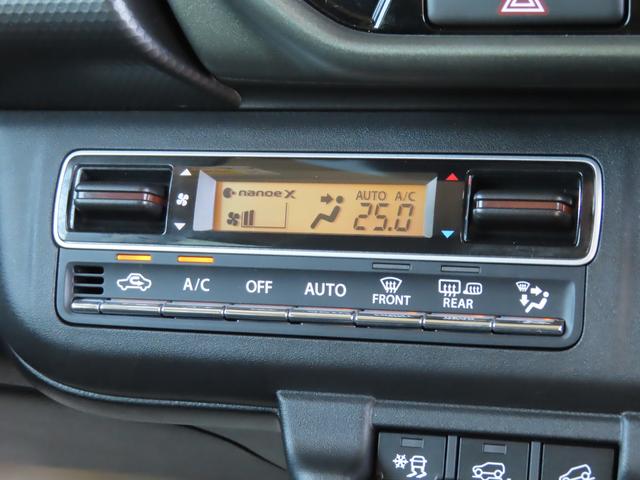 nanoe X
AUTO A/C
25.0
A/C OFF AUTO FRONT REAR